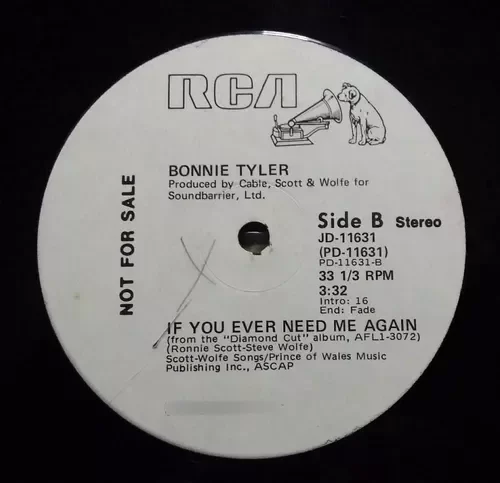 RCA
NOT FOR SALE
BONNIE TYLER
Produced by Cable, Scott & Wolfe for
Soundbarrier, Ltd.
Side B Stereo
JD-11631
(PD-11631)
PD-11631-B
33 1/3 RPM
3:32
Intro: 16
End: Fade
IF YOU EVER NEED ME AGAIN
(from the "Diamond Cut" album, AFL1-3072)
(Ronnie Scott-Steve Wolfe)
Scott-Wolfe Songs/Prince of Wales Music
Publishing Inc., ASCAP